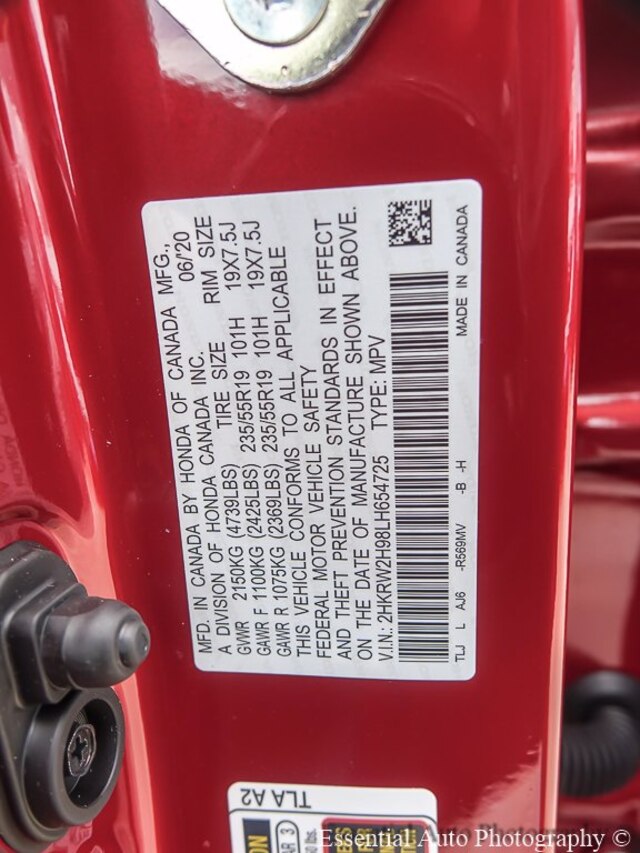 MFD. IN CANADA BY HONDA OF CANADA MFG.,
A DIVISION OF HONDA CANADA INC. 06/20
TIRE SIZE RIM SIZE
GVWR 2150KG (4739LBS)
GAWR F 1100KG (2425LBS) 235/55R19 101H 19X7.5J
GAWR R 1075KG (2369LBS) 235/55R19 101H 19X7.5J
THIS VEHICLE CONFORMS TO ALL APPLICABLE
FEDERAL MOTOR VEHICLE SAFETY
AND THEFT PREVENTION STANDARDS IN EFFECT
ON THE DATE OF MANUFACTURE SHOWN ABOVE.
V.I.N.: 2HKRW2H98LH654725 TYPE: MPV
TLJ L AJ6 -R569MV -B -H MADE IN CANADA
TLA A2
Essential Auto Photography (C)